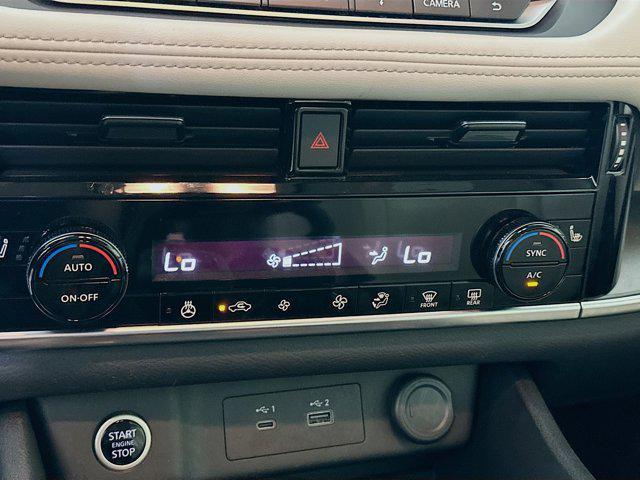 CAMERA
AUTO
ON·OFF
Lo
Lo
SYNC
A/C
FRONT
REAR
START
ENGINE
STOP
1
2